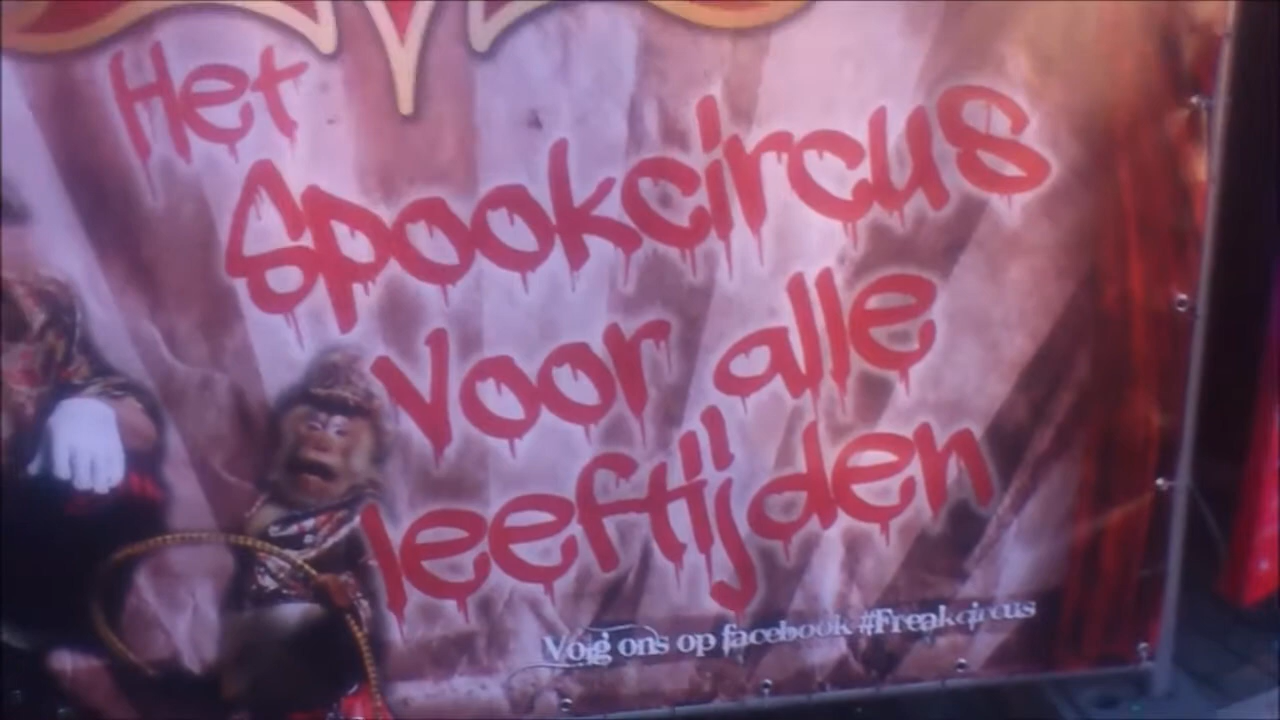 Het
Spookcircus
Voor alle
leeftijden
Volg ons op facebook #Freakcircus